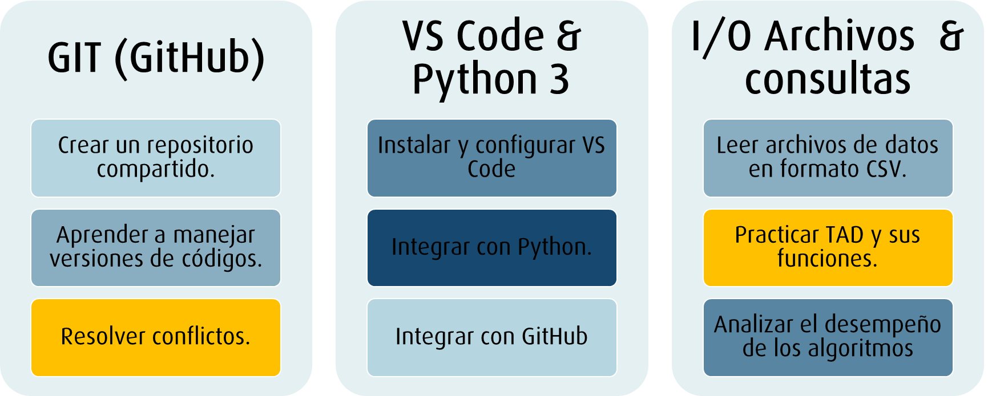 GIT (GitHub)
Crear un repositorio
compartido.
Aprender a manejar
versiones de códigos.
Resolver conflictos.
VS Code &
Python 3
Instalar y configurar VS
Code
Integrar con Python.
Integrar con GitHub
I/O Archivos &
consultas
Leer archivos de datos
en formato CSV.
Practicar TAD y sus
funciones.
Analizar el desempeño
de los algoritmos